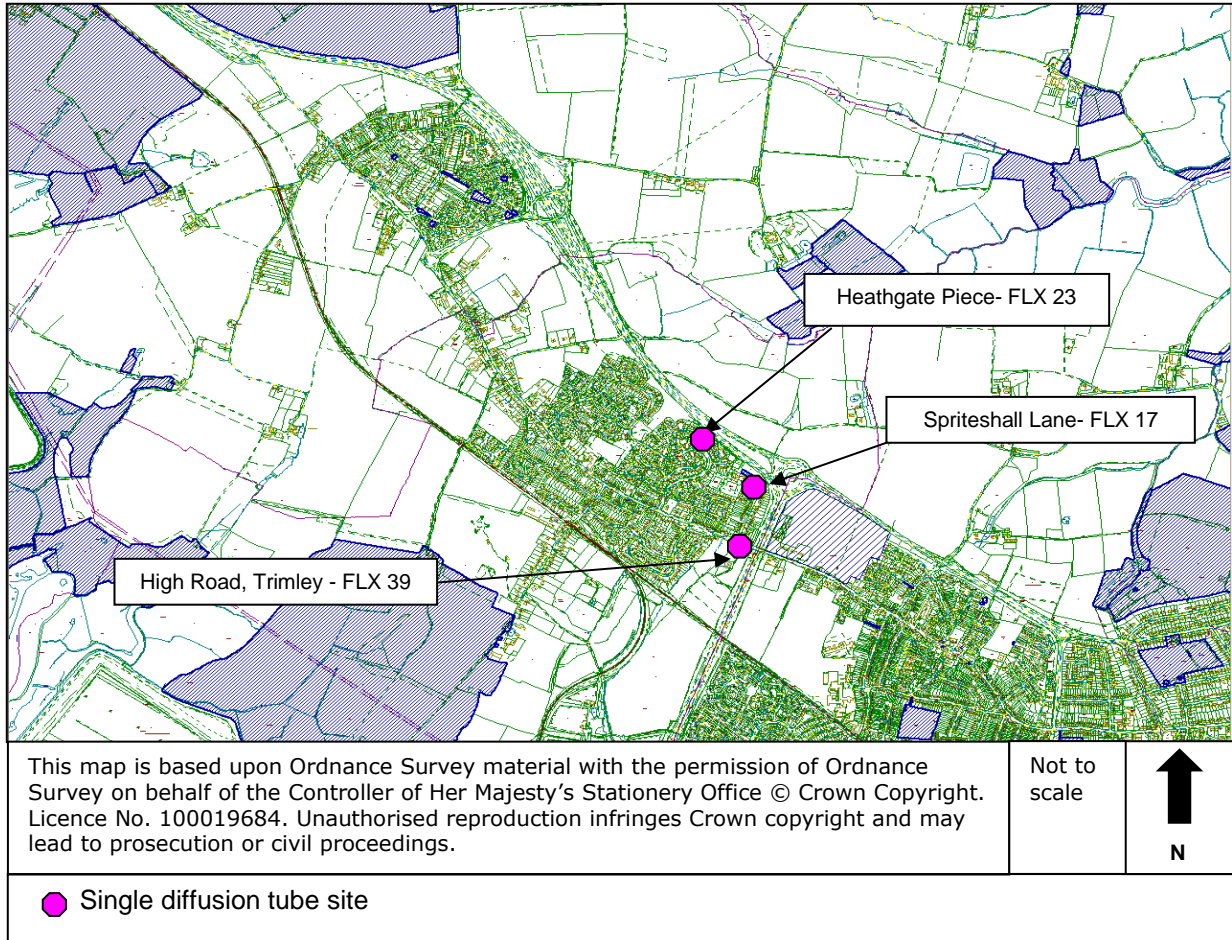 Heathgate Piece- FLX 23
Spriteshall Lane- FLX 17
High Road, Trimley - FLX 39
This map is based upon Ordnance Survey material with the permission of Ordnance
Survey on behalf of the Controller of Her Majesty's Stationery Office © Crown Copyright.
Licence No. 100019684. Unauthorised reproduction infringes Crown copyright and may
lead to prosecution or civil proceedings.
Not to
scale
N
Single diffusion tube site